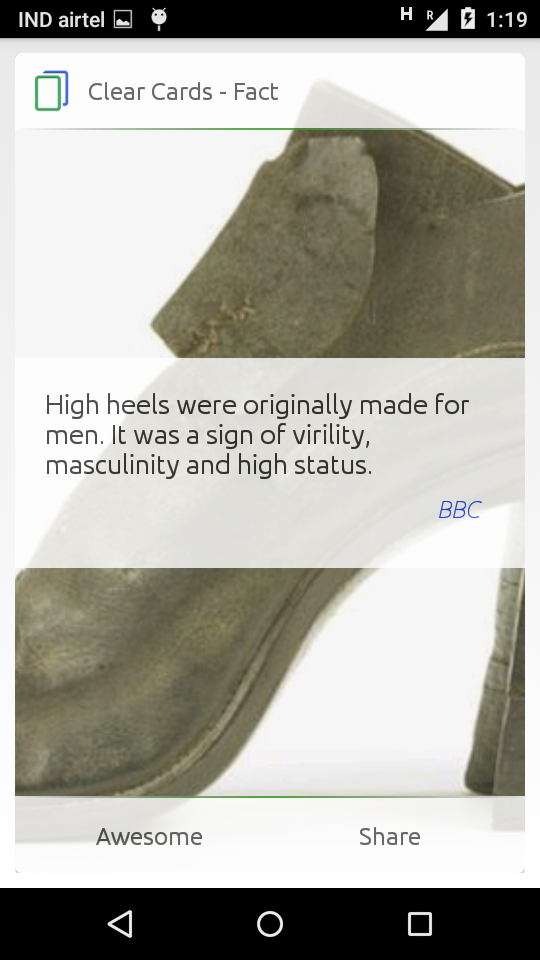 IND airtel H R 1:19
Clear Cards - Fact
High heels were originally made for
men. It was a sign of virility,
masculinity and high status.
BBC
Awesome Share